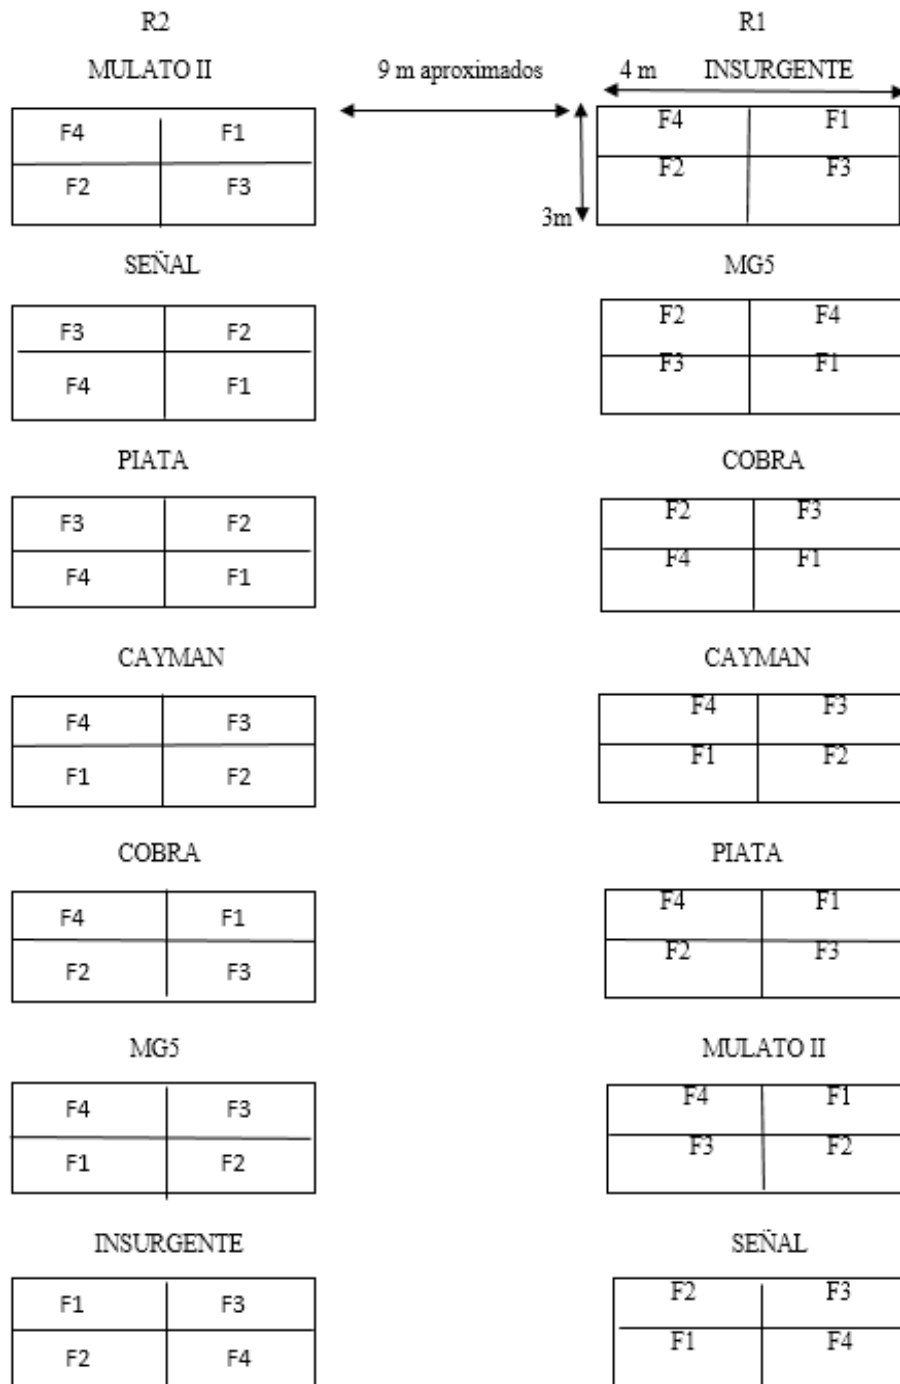 R2 R1
MULATO II 9 m aproximados 4 m INSURGENTE
F4 F1 F4 F1
F2 F3 F2 F3
3m
SEÑAL MG5
F3 F2 F2 F4
F4 F1 F3 F1
PIATA COBRA
F3 F2 F2 F3
F4 F1 F4 F1
CAYMAN CAYMAN
F4 F3 F4 F3
F1 F2 F1 F2
COBRA PIATA
F4 F1 F4 F1
F2 F3 F2 F3
MG5 MULATO II
F4 F3 F4 F1
F1 F2 F3 F2
INSURGENTE SEÑAL
F1 F3 F2 F3
F2 F4 F1 F4